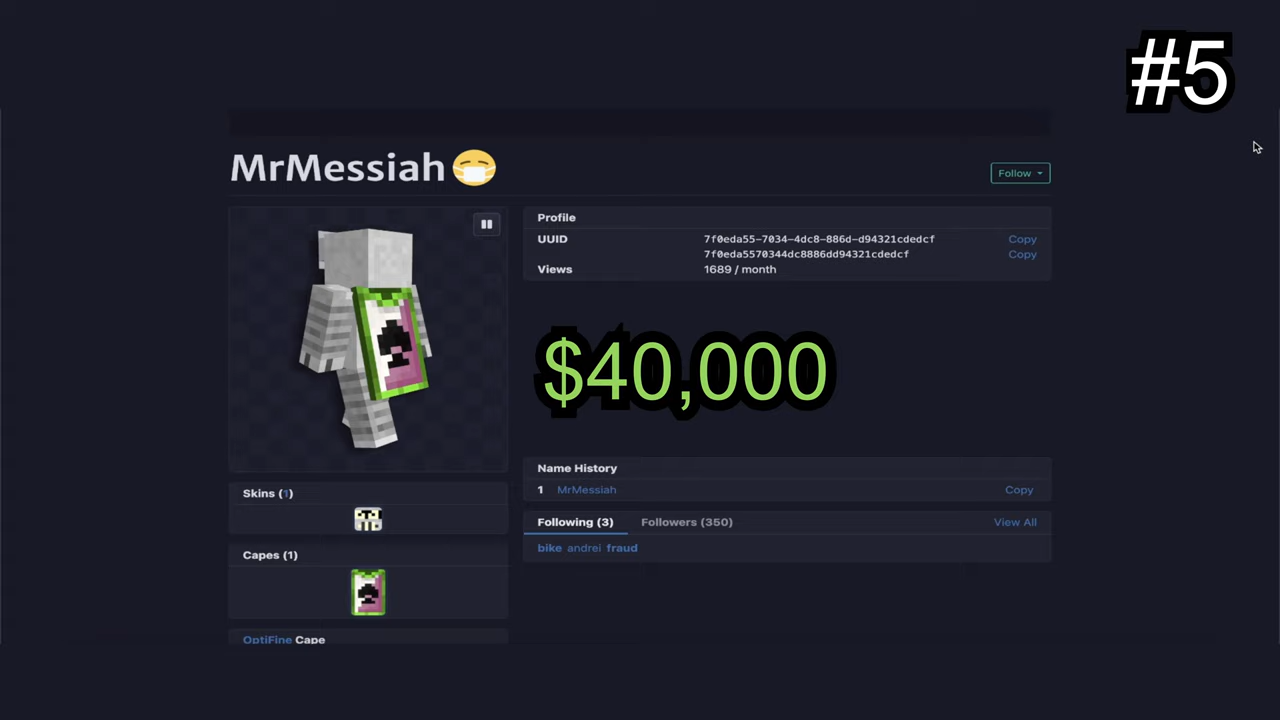 #5
MrMessiah😷
Follow
Profile
UUID 7f0eda55-7034-4dc8-886d-d94321cdedcf Copy
7f0eda5570344dc8886dd94321cdedcf Copy
Views 1689 / month
$40,000
Name History
1 MrMessiah Copy
Following (3) Followers (350) View All
bike andrei fraud
Skins (1)
Capes (1)
OptiFine Cape